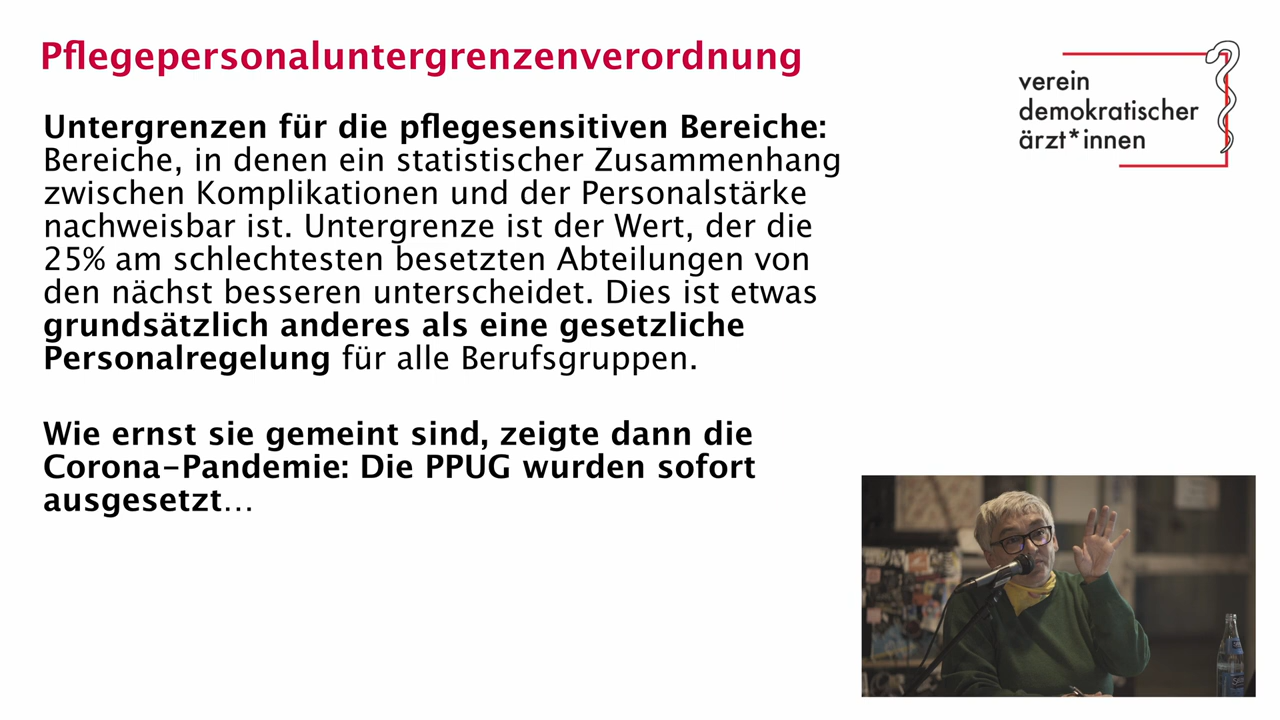 Pflegepersonaluntergrenzenverordnung
verein
demokratischer
ärzt*innen
Untergrenzen für die pflegesensitiven Bereiche:
Bereiche, in denen ein statistischer Zusammenhang
zwischen Komplikationen und der Personalstärke
nachweisbar ist. Untergrenze ist der Wert, der die
25% am schlechtesten besetzten Abteilungen von
den nächst besseren unterscheidet. Dies ist etwas
grundsätzlich anderes als eine gesetzliche
Personalregelung für alle Berufsgruppen.
Wie ernst sie gemeint sind, zeigte dann die
Corona-Pandemie: Die PPUG wurden sofort
ausgesetzt…